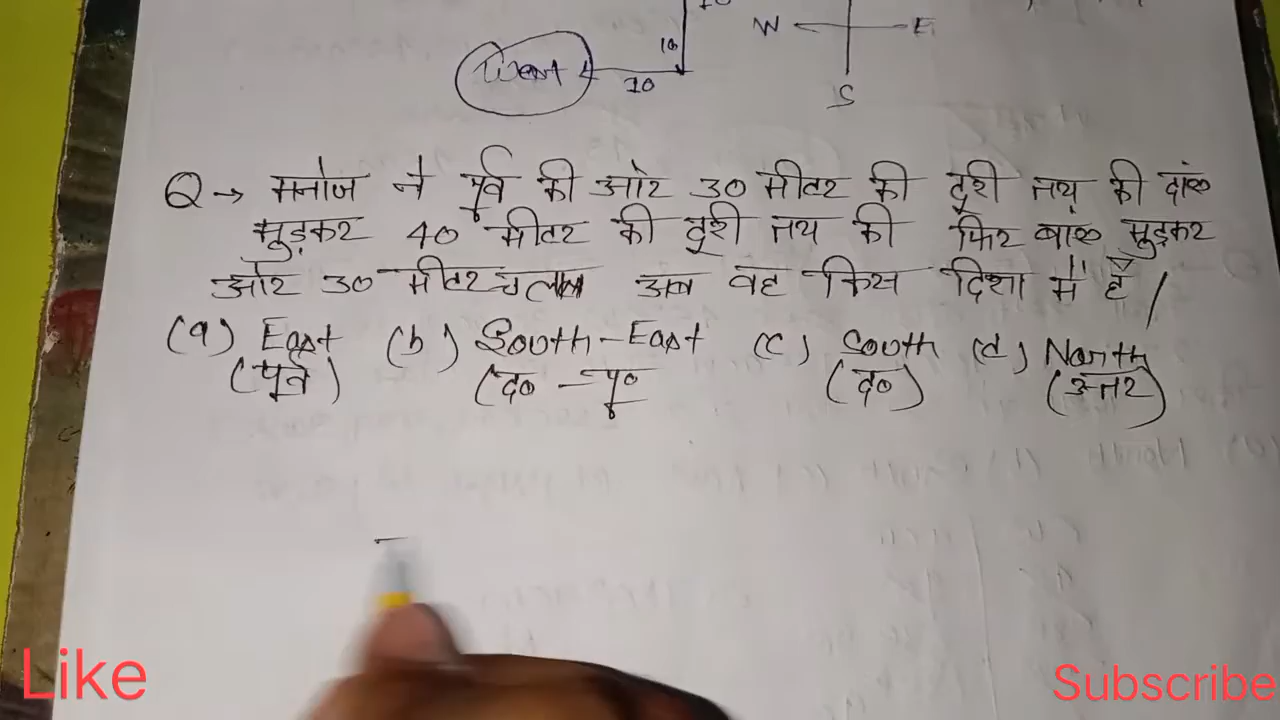 10
W E
10
West 10
S
Q → मनोज ने पूर्व की ओर 30 मीटर की दूरी तय की दाएं
मुड़कर 40 मीटर की दूरी तय की फिर बाएं मुड़कर
और 30 मीटर चला अब वह किस दिशा में है /
(a) East (b) South-East (c) South (d) North
(पूर्व) (द० - पू० (द०) (उत्तर)
Like
Subscribe